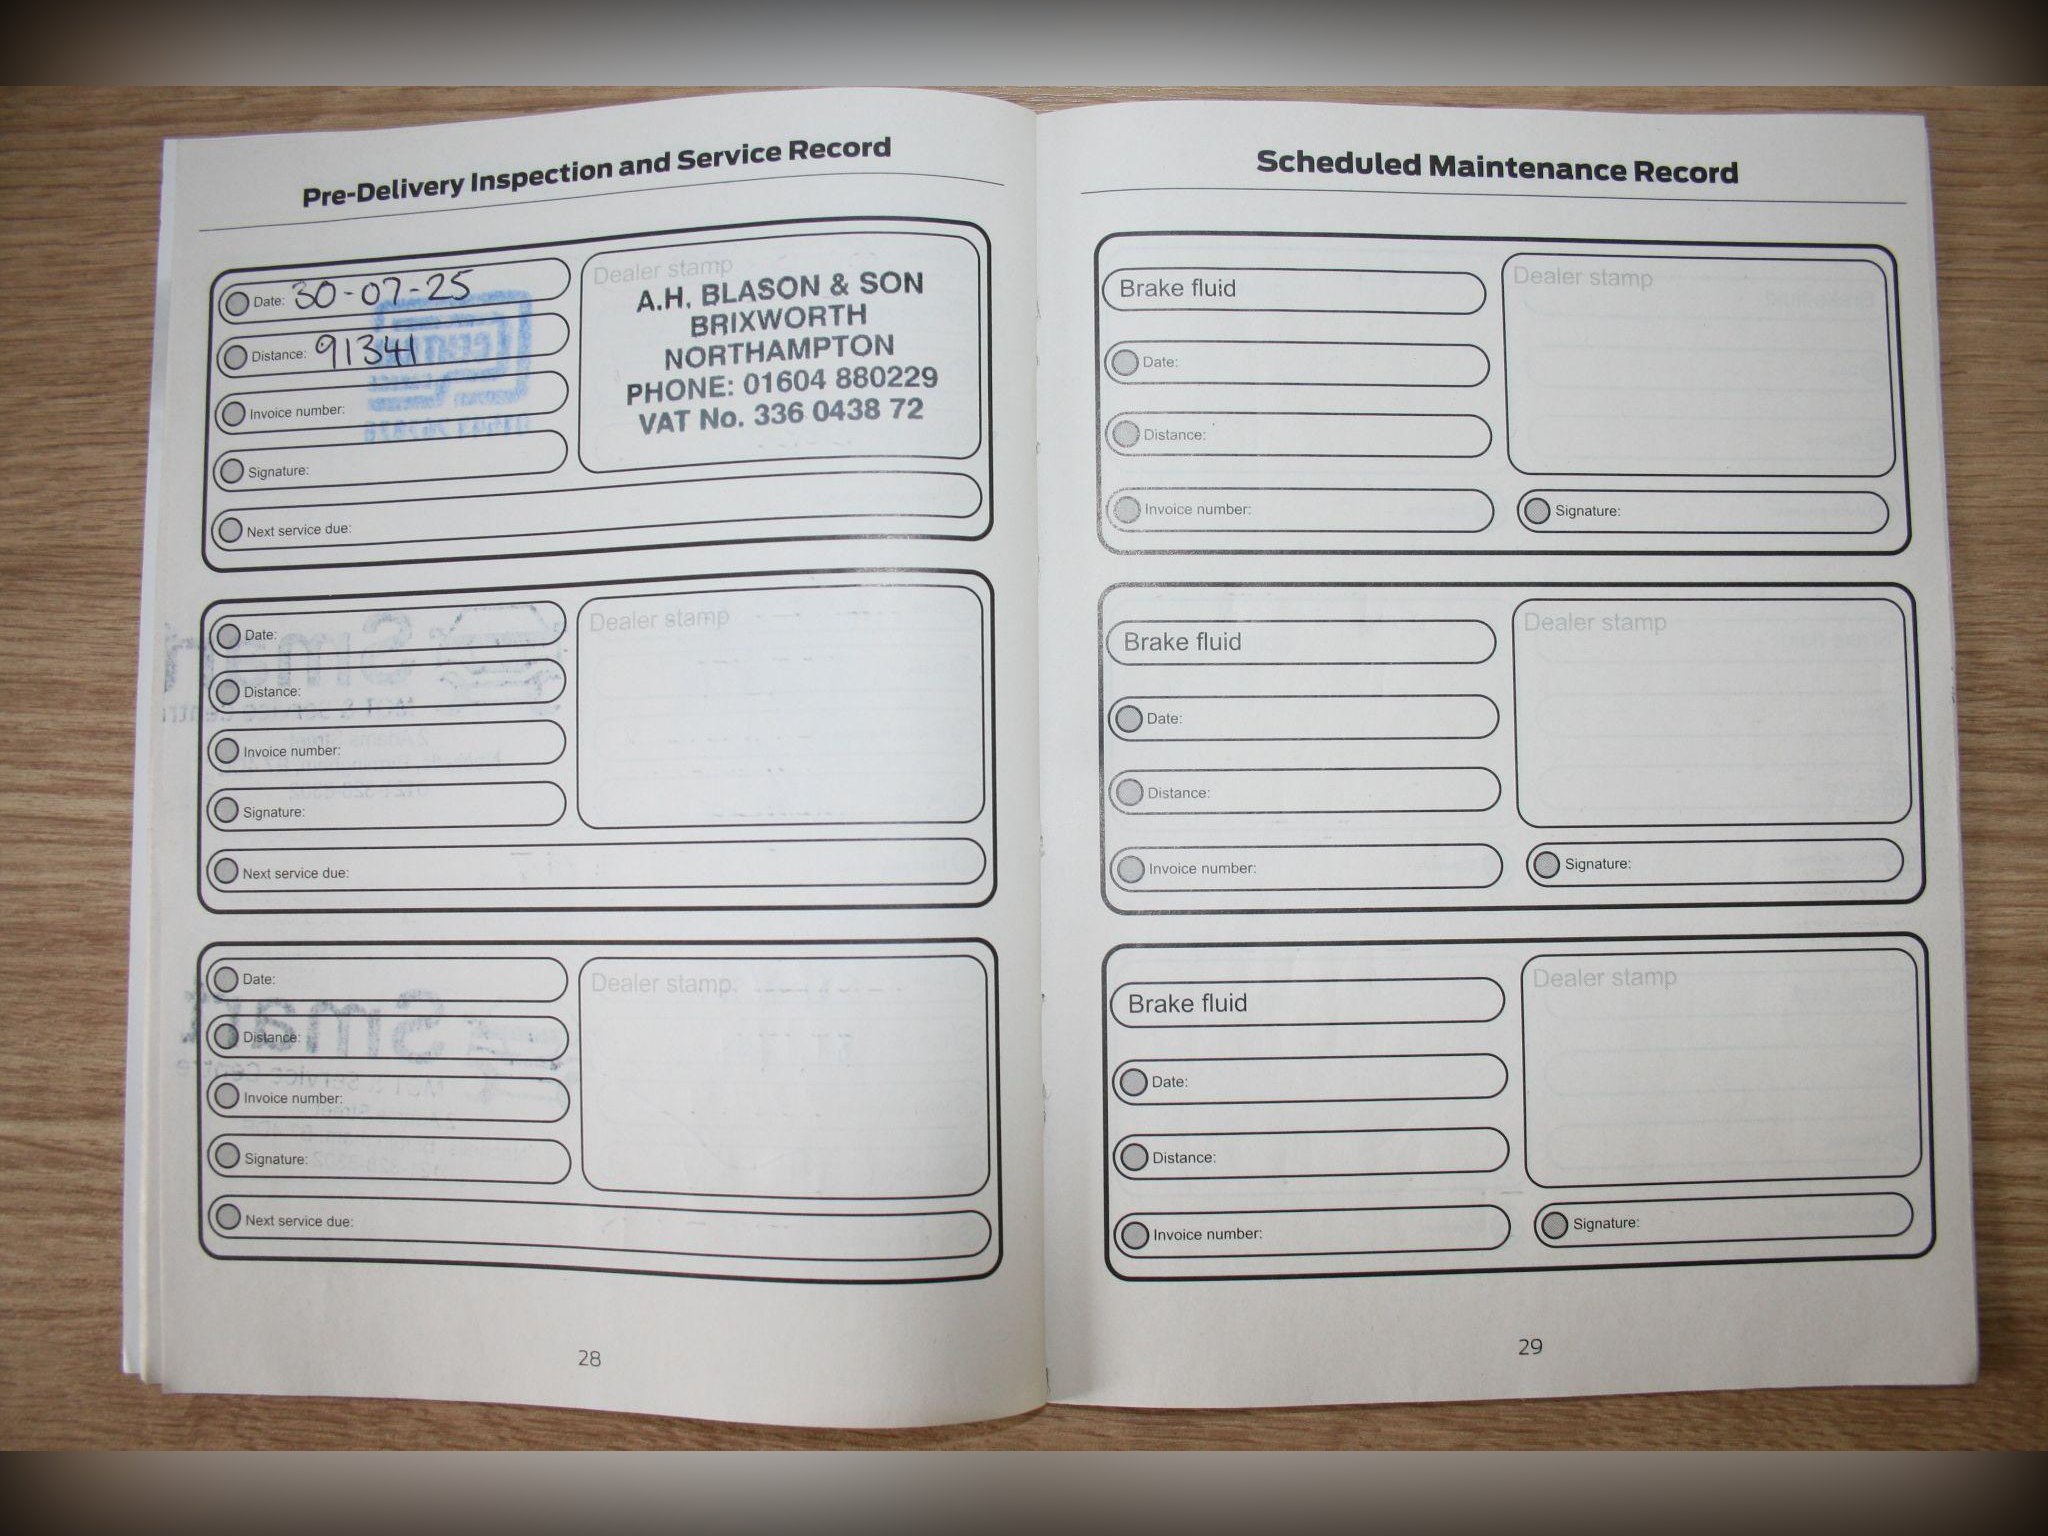 Pre-Delivery Inspection and Service Record
Date: 30-07-25
Distance: 91341
Invoice number:
Signature:
Next service due:
Dealer stamp
A.H. BLASON & SON
BRIXWORTH
NORTHAMPTON
PHONE: 01604 880229
VAT No. 336 0438 72
Date:
Distance:
Invoice number:
Signature:
Next service due:
Dealer stamp
Date:
Distance:
Invoice number:
Signature:
Next service due:
Dealer stamp
28
Scheduled Maintenance Record
Brake fluid
Date:
Distance:
Invoice number:
Dealer stamp
Signature:
Brake fluid
Date:
Distance:
Invoice number:
Dealer stamp
Signature:
Brake fluid
Date:
Distance:
Invoice number:
Dealer stamp
Signature:
29